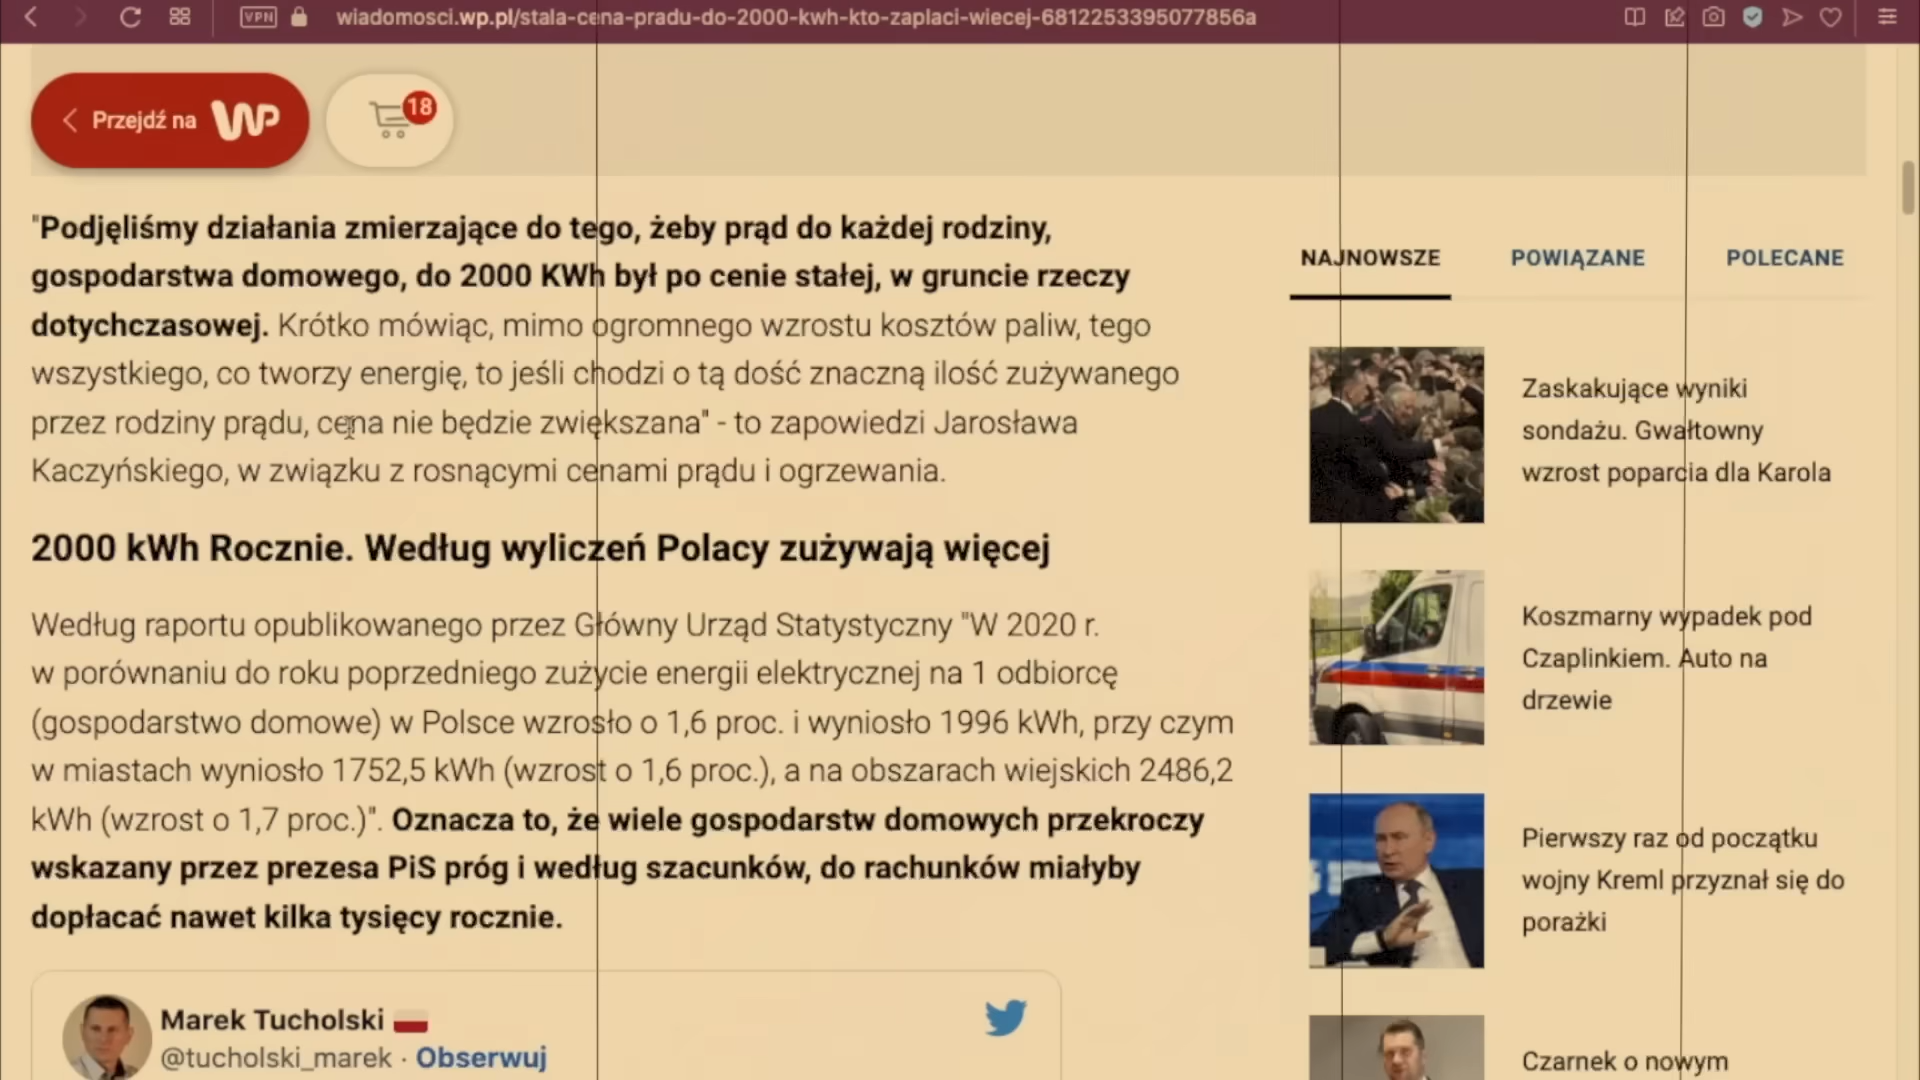 VPN
wiadomosci.wp.pl/stala-cena-pradu-do-2000-kwh-kto-zaplaci-wiecej-6812253395077856a
Przejdź na WP
18
"Podjęliśmy działania zmierzające do tego, żeby prąd do każdej rodziny,
gospodarstwa domowego, do 2000 KWh był po cenie stałej, w gruncie rzeczy
dotychczasowej. Krótko mówiąc, mimo ogromnego wzrostu kosztów paliw, tego
wszystkiego, co tworzy energię, to jeśli chodzi o tą dość znaczną ilość zużywanego
przez rodziny prądu, cena nie będzie zwiększana" - to zapowiedzi Jarosława
Kaczyńskiego, w związku z rosnącymi cenami prądu i ogrzewania.
2000 kWh Rocznie. Według wyliczeń Polacy zużywają więcej
Według raportu opublikowanego przez Główny Urząd Statystyczny "W 2020 r.
w porównaniu do roku poprzedniego zużycie energii elektrycznej na 1 odbiorcę
(gospodarstwo domowe) w Polsce wzrosło o 1,6 proc. i wyniosło 1996 kWh, przy czym
w miastach wyniosło 1752,5 kWh (wzrost o 1,6 proc.), a na obszarach wiejskich 2486,2
kWh (wzrost o 1,7 proc.)". Oznacza to, że wiele gospodarstw domowych przekroczy
wskazany przez prezesa PiS próg i według szacunków, do rachunków miałyby
dopłacać nawet kilka tysięcy rocznie.
Marek Tucholski
@tucholski_marek · Obserwuj
NAJNOWSZE POWIĄZANE POLECANE
Zaskakujące wyniki
sondażu. Gwałtowny
wzrost poparcia dla Karola
Koszmarny wypadek pod
Czaplinkiem. Auto na
drzewie
Pierwszy raz od początku
wojny Kreml przyznał się do
porażki
Czarnek o nowym